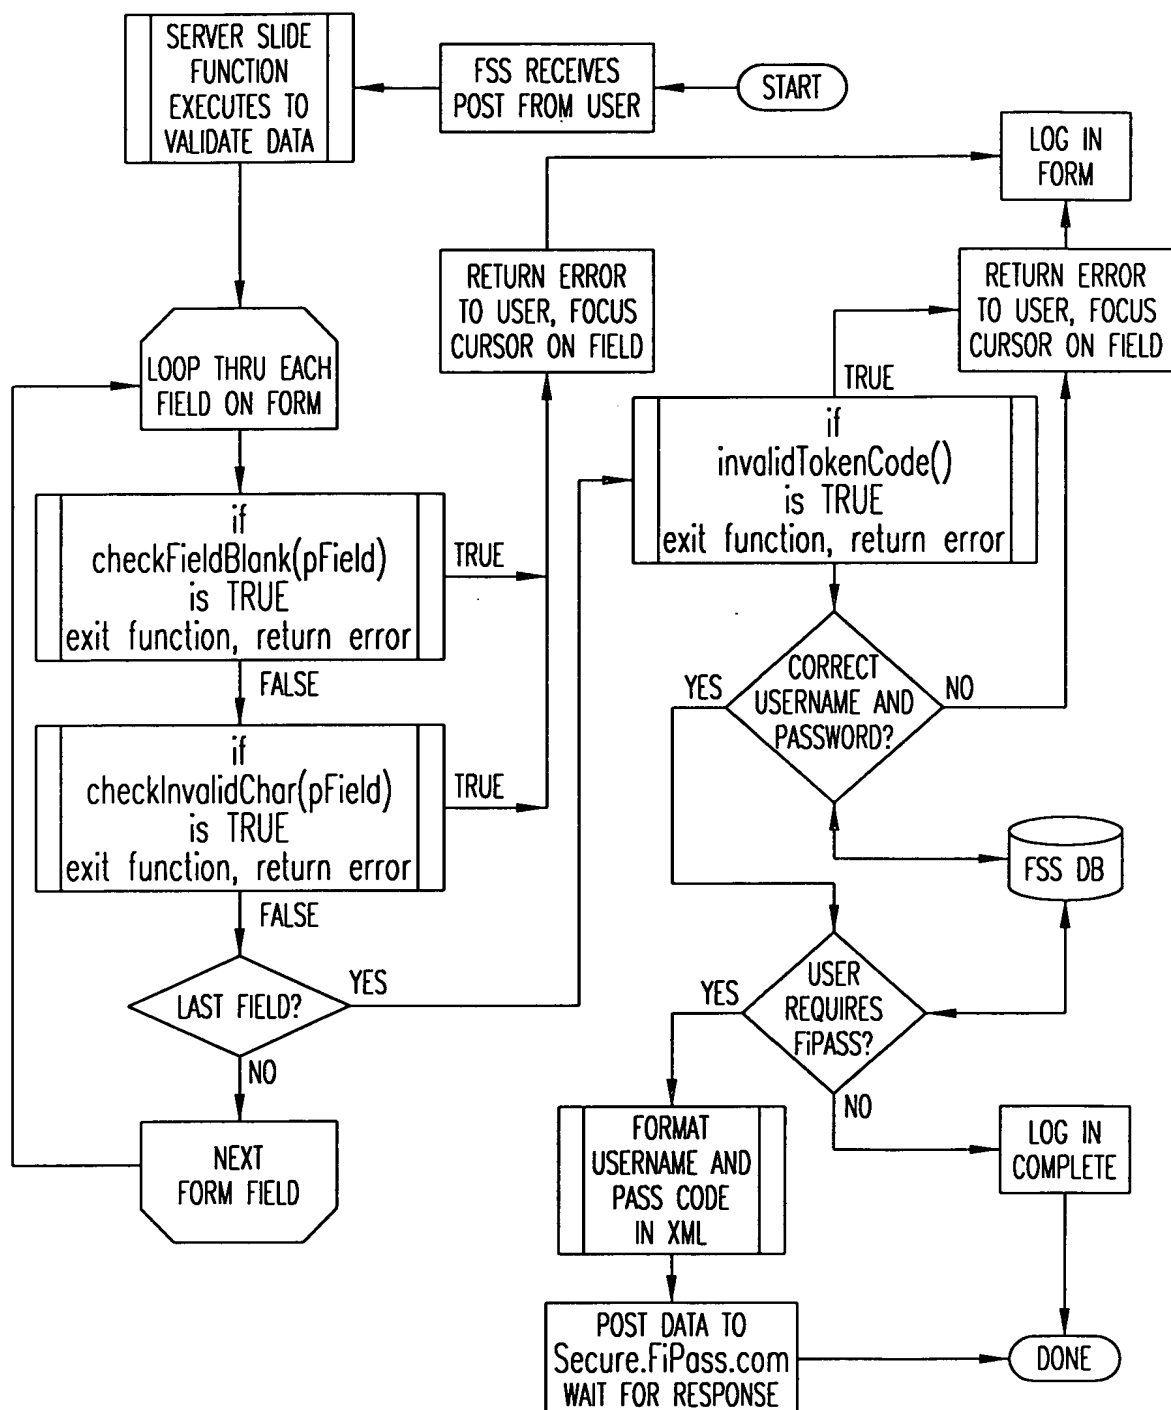 START
FSS RECEIVES
POST FROM USER
SERVER SLIDE
FUNCTION
EXECUTES TO
VALIDATE DATA
LOOP THRU EACH
FIELD ON FORM
if
checkFieldBlank(pField)
is TRUE
exit function, return error
TRUE
FALSE
if
checkInvalidChar(pField)
is TRUE
exit function, return error
TRUE
FALSE
LAST FIELD?
YES
NO
NEXT
FORM FIELD
RETURN ERROR
TO USER, FOCUS
CURSOR ON FIELD
LOG IN
FORM
RETURN ERROR
TO USER, FOCUS
CURSOR ON FIELD
TRUE
if
invalidTokenCode()
is TRUE
exit function, return error
CORRECT
USERNAME AND
PASSWORD?
YES
NO
FSS DB
USER
REQUIRES
FiPASS?
YES
NO
FORMAT
USERNAME AND
PASS CODE
IN XML
LOG IN
COMPLETE
POST DATA TO
Secure.FiPass.com
WAIT FOR RESPONSE
DONE